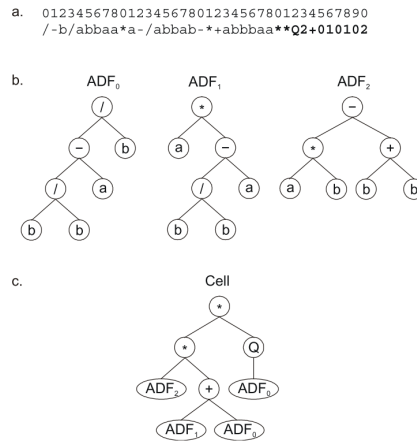 a. 01234567801234567801234567801234567890
/-b/abbaa*a-/abbab-*+abbbaa**Q2+010102
b. ADF₀ ADF₁ ADF₂
/ * −
− b a − * +
/ a / a a b b b
b b b b
c. Cell
*
* Q
ADF₂ + ADF₀
ADF₁ ADF₀